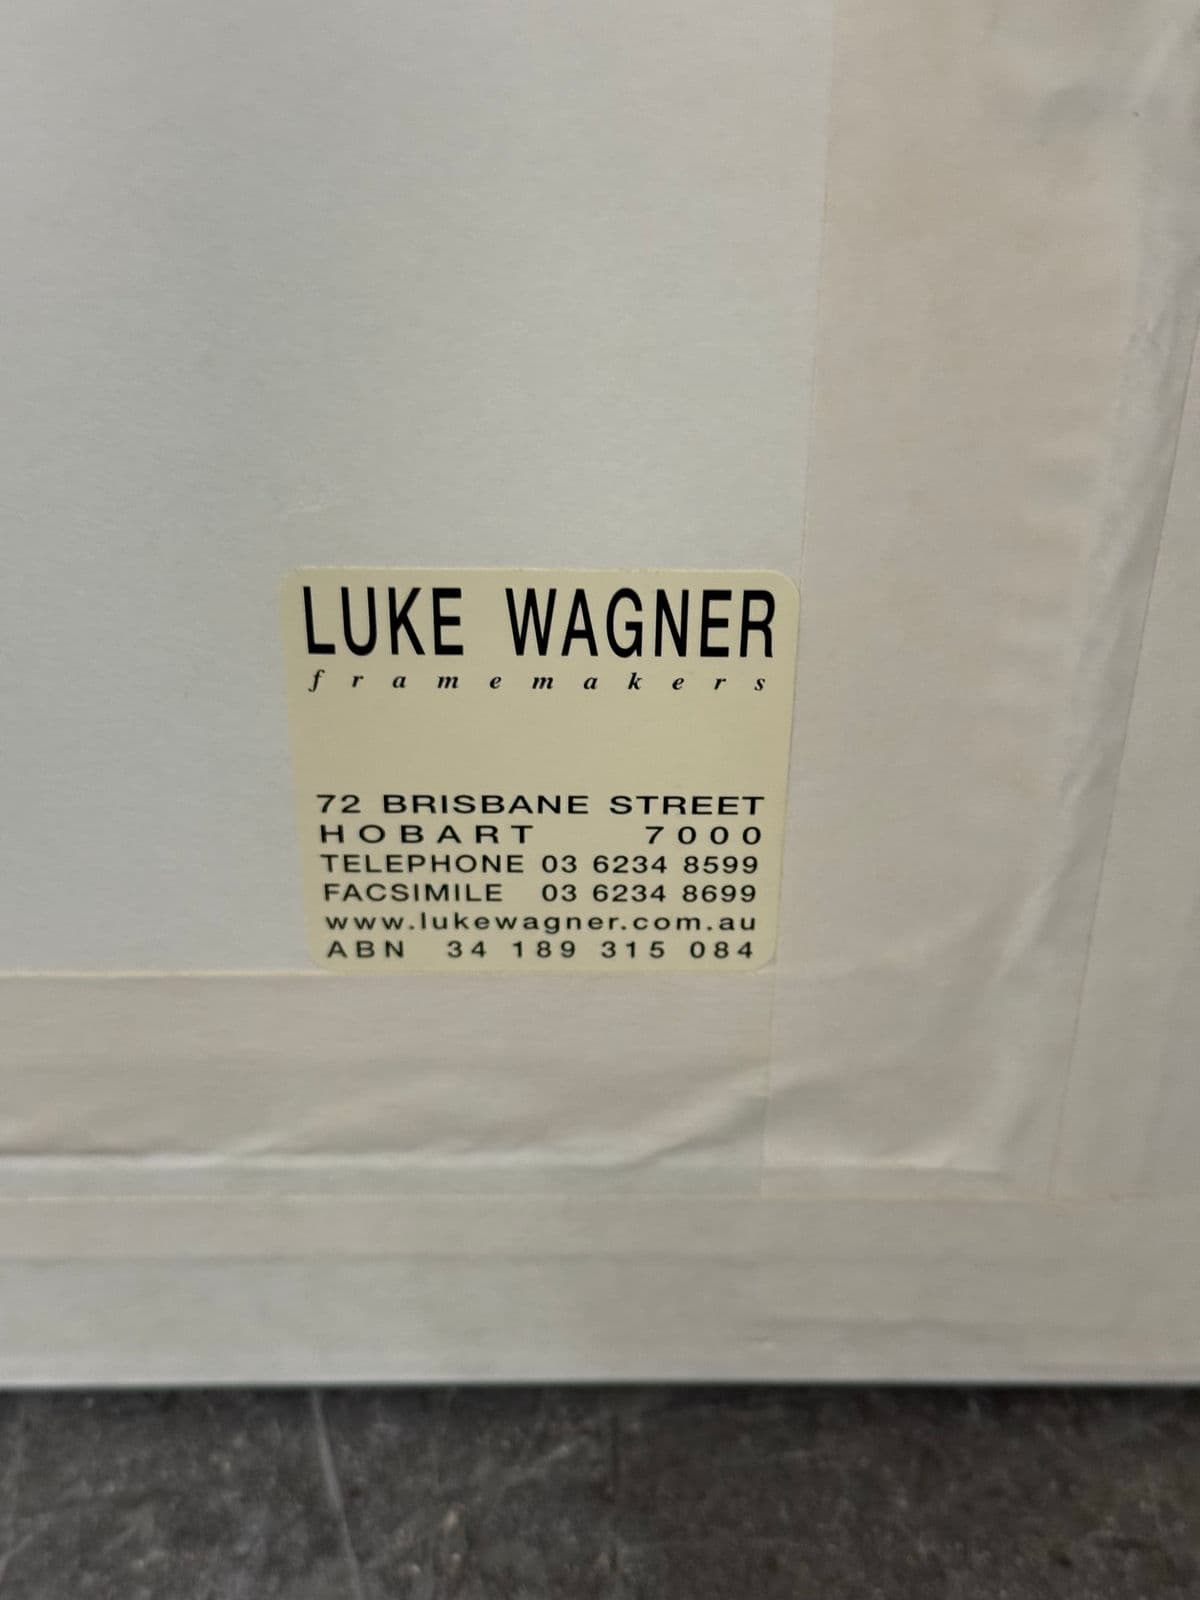 LUKE WAGNER
framemakers
72 BRISBANE STREET
HOBART 7000
TELEPHONE 03 6234 8599
FACSIMILE 03 6234 8699
www.lukewagner.com.au
ABN 34 189 315 084